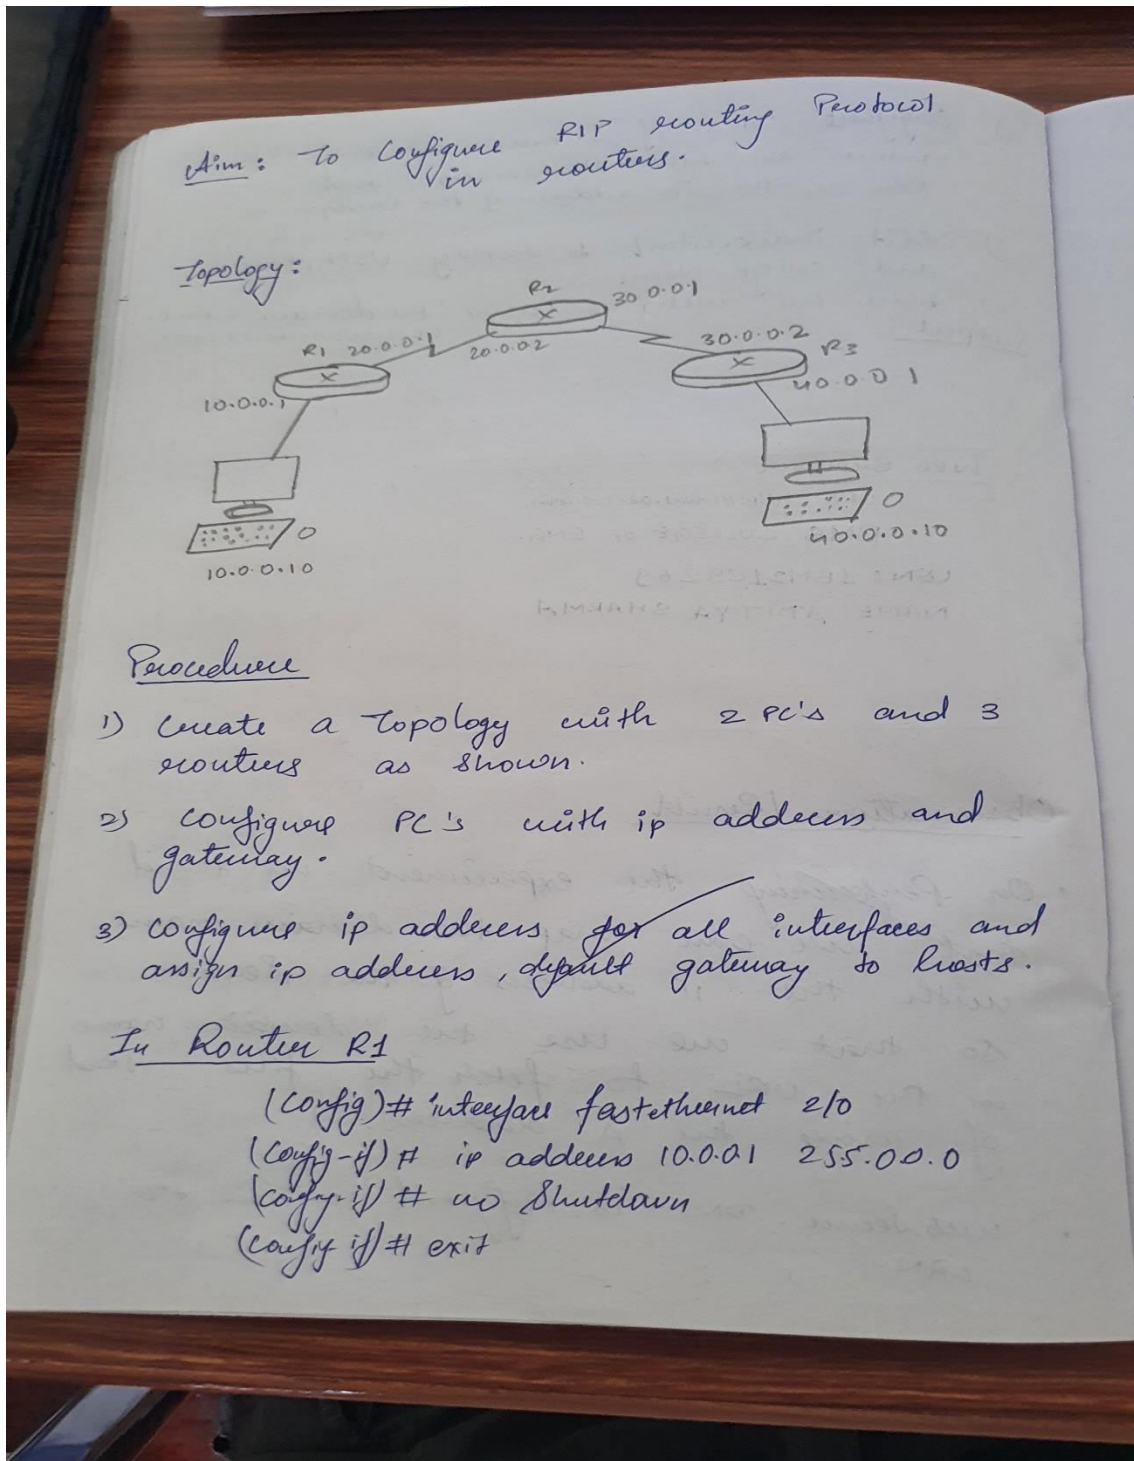 Aim: To Configure RIP routing Protocol
in routers.
Topology:
R2
30.0.0.1
R1 20.0.0.1
20.0.02
30.0.0.2
R3
10.0.0.1
40.0.0 1
10.0.0.10
40.0.0.10
Procedure
1) Create a Topology with 2 PC's and 3
routers as shown.
2) Configure PC's with ip address and
gateway.
3) Configure ip address for all interfaces and
assign ip address, default gateway to hosts.
In Router R1
(config)# interface fastethernet 2/0
(config-if)# ip address 10.0.0.1 255.0.0.0
(config-if)# no Shutdown
(config-if)# exit